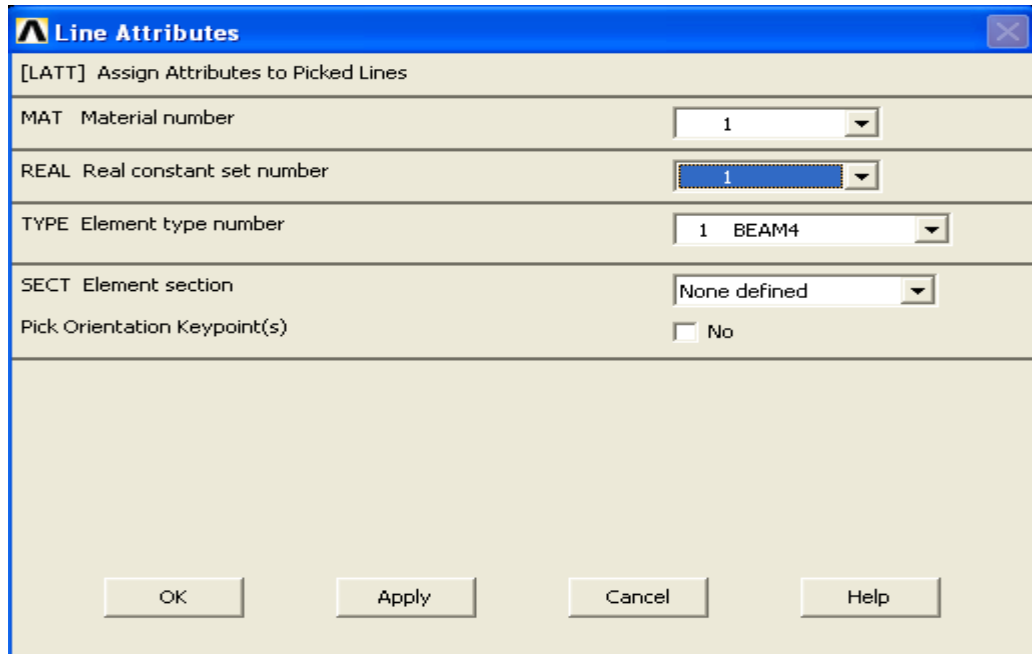 Line Attributes
[LATT] Assign Attributes to Picked Lines
MAT Material number 1
REAL Real constant set number 1
TYPE Element type number 1 BEAM4
SECT Element section None defined
Pick Orientation Keypoint(s) No
OK Apply Cancel Help